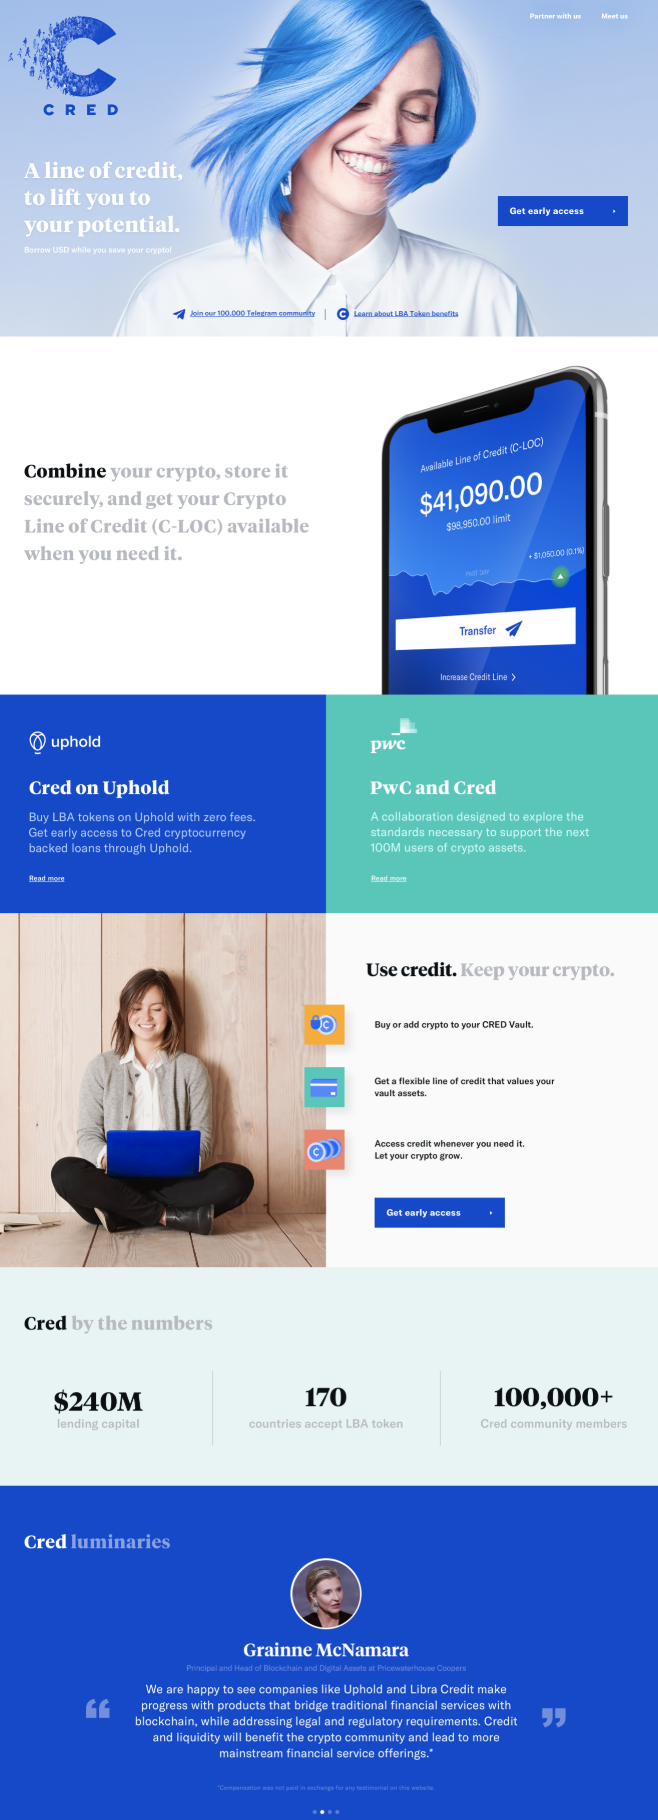 Partner with us Meet us
CRED
A line of credit,
to lift you to
your potential.
Borrow USD while you save your crypto!
Get early access
Join our 100,000 Telegram community
Learn about LBA Token benefits
Combine your crypto, store it
securely, and get your Crypto
Line of Credit (C-LOC) available
when you need it.
Available Line of Credit (C-LOC)
$41,090.00
$98,950.00 limit
+ $1,050.00 (0.1%)
PAST DAY
Transfer
Increase Credit Line
uphold
Cred on Uphold
Buy LBA tokens on Uphold with zero fees.
Get early access to Cred cryptocurrency
backed loans through Uphold.
Read more
pwc
PwC and Cred
A collaboration designed to explore the
standards necessary to support the next
100M users of crypto assets.
Read more
Use credit. Keep your crypto.
Buy or add crypto to your CRED Vault.
Get a flexible line of credit that values your
vault assets.
Access credit whenever you need it.
Let your crypto grow.
Get early access
Cred by the numbers
$240M
lending capital
170
countries accept LBA token
100,000+
Cred community members
Cred luminaries
Grainne McNamara
Principal and Head of Blockchain and Digital Assets at Pricewaterhouse Coopers
“
We are happy to see companies like Uphold and Libra Credit make
progress with products that bridge traditional financial services with
blockchain, while addressing legal and regulatory requirements. Credit
and liquidity will benefit the crypto community and lead to more
mainstream financial service offerings.*
”
*Compensation was not paid in exchange for any testimonial on this website.